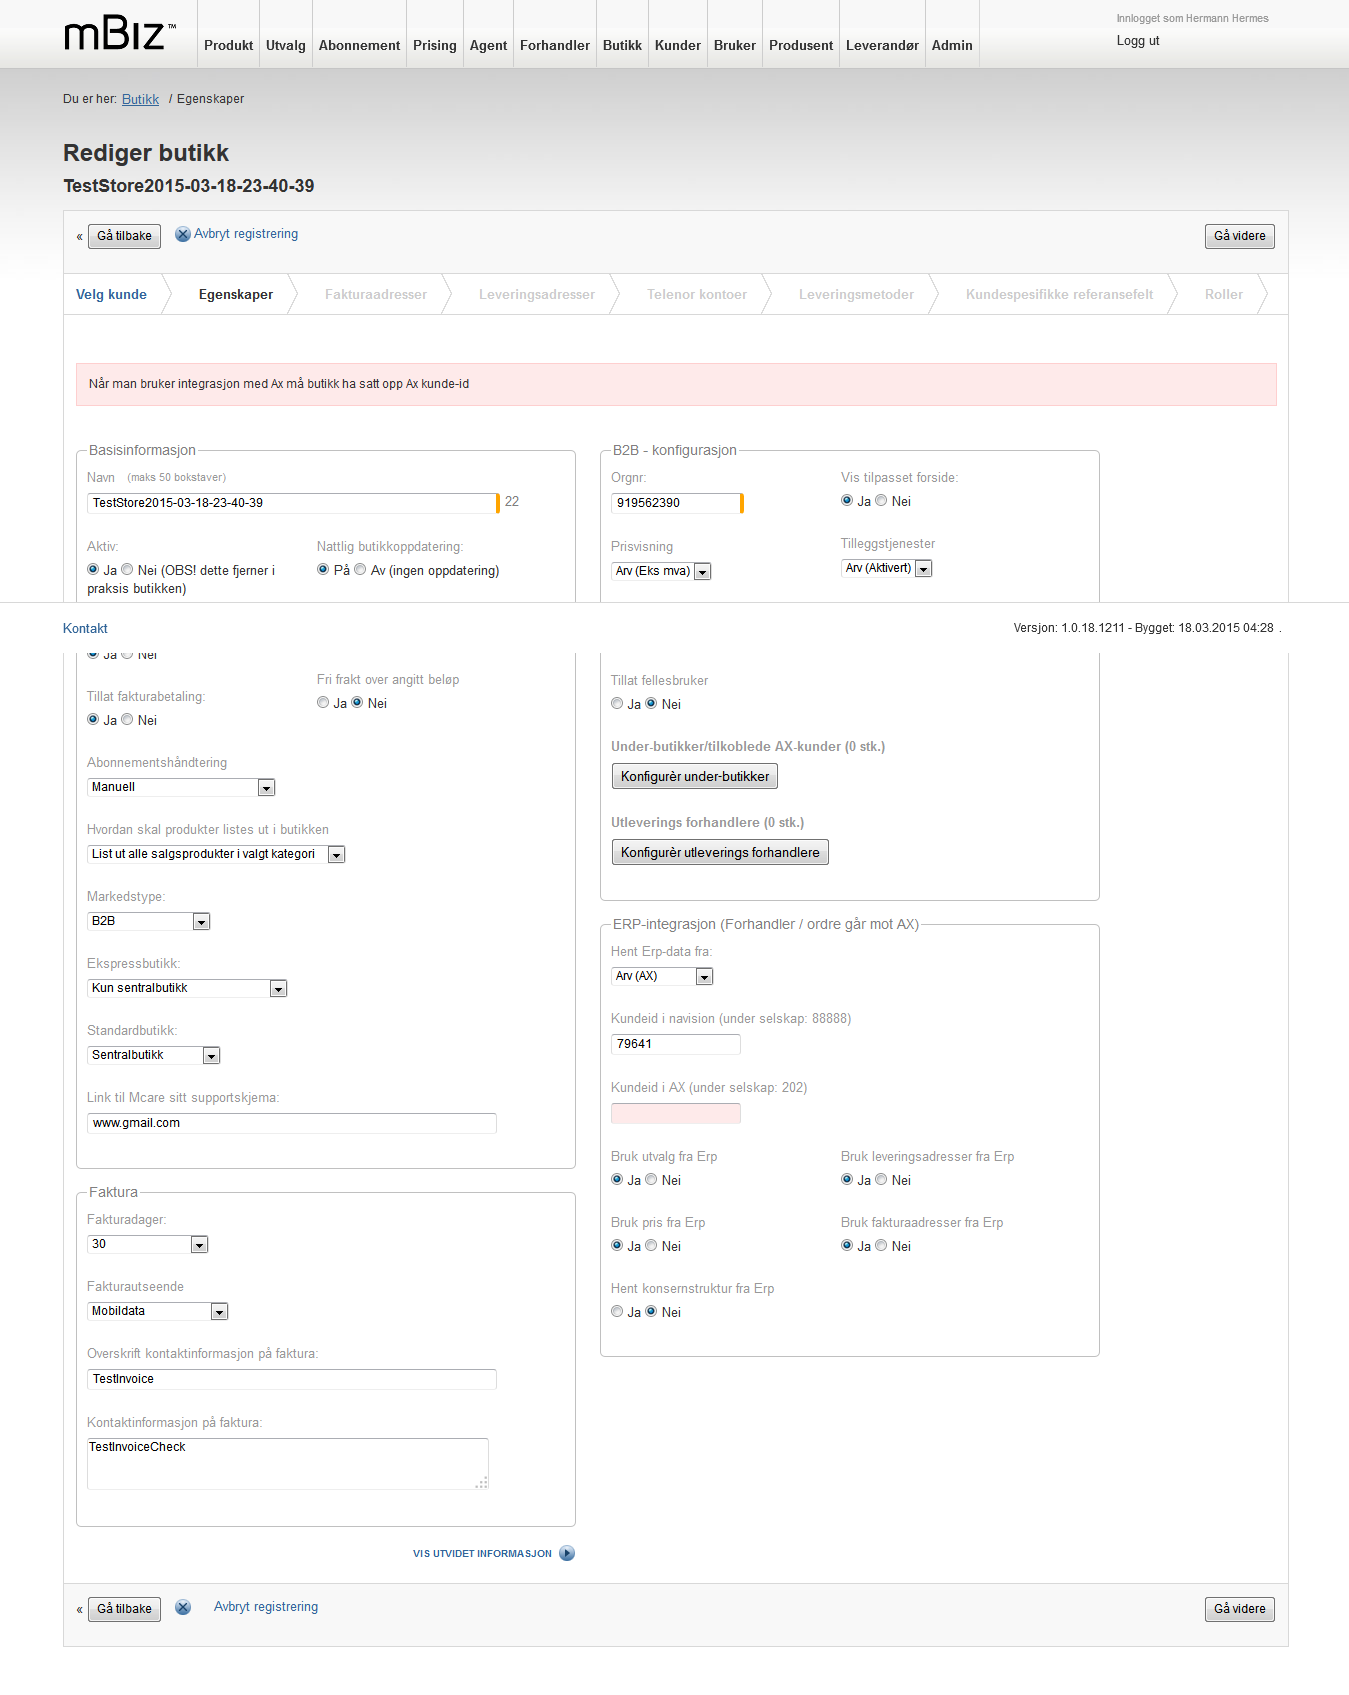 mBiz™
Produkt Utvalg Abonnement Prising Agent Forhandler Butikk Kunder Bruker Produsent Leverandør Admin
Innlogget som Hermann Hermes
Logg ut
Du er her: Butikk / Egenskaper
Rediger butikk
TestStore2015-03-18-23-40-39
« Gå tilbake Avbryt registrering Gå videre
Velg kunde Egenskaper Fakturaadresser Leveringsadresser Telenor kontoer Leveringsmetoder Kundespesifikke referansefelt Roller
Når man bruker integrasjon med Ax må butikk ha satt opp Ax kunde-id
Basisinformasjon
Navn (maks 50 bokstaver)
TestStore2015-03-18-23-40-39 22
Aktiv: Nattlig butikkoppdatering:
Ja Nei (OBS! dette fjerner i praksis butikken) På Av (ingen oppdatering)
B2B - konfigurasjon
Orgnr: Vis tilpasset forside:
919562390 Ja Nei
Prisvisning Tilleggstjenester
Arv (Eks mva) Arv (Aktivert)
Kontakt Versjon: 1.0.18.1211 - Bygget: 18.03.2015 04:28 .
Ja Nei
Tillat fakturabetaling: Fri frakt over angitt beløp
Ja Nei Ja Nei
Abonnementshåndtering
Manuell
Hvordan skal produkter listes ut i butikken
List ut alle salgsprodukter i valgt kategori
Markedstype:
B2B
Ekspressbutikk:
Kun sentralbutikk
Standardbutikk:
Sentralbutikk
Link til Mcare sitt supportskjema:
www.gmail.com
Tillat fellesbruker
Ja Nei
Under-butikker/tilkoblede AX-kunder (0 stk.)
Konfigurèr under-butikker
Utleverings forhandlere (0 stk.)
Konfigurèr utleverings forhandlere
ERP-integrasjon (Forhandler / ordre går mot AX)
Hent Erp-data fra:
Arv (AX)
Kundeid i navision (under selskap: 88888)
79641
Kundeid i AX (under selskap: 202)
Bruk utvalg fra Erp Bruk leveringsadresser fra Erp
Ja Nei Ja Nei
Bruk pris fra Erp Bruk fakturaadresser fra Erp
Ja Nei Ja Nei
Hent konsernstruktur fra Erp
Ja Nei
Faktura
Fakturadager:
30
Fakturautseende
Mobildata
Overskrift kontaktinformasjon på faktura:
TestInvoice
Kontaktinformasjon på faktura:
TestInvoiceCheck
VIS UTVIDET INFORMASJON
« Gå tilbake Avbryt registrering Gå videre